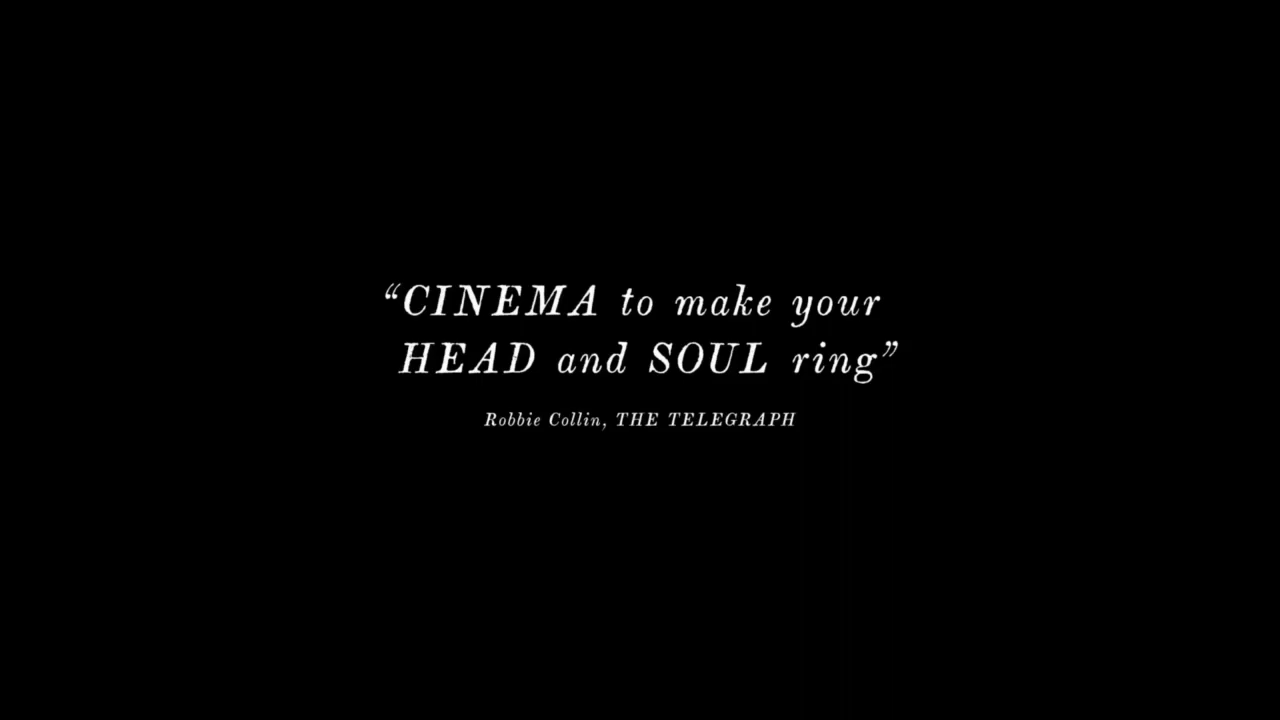 “CINEMA to make your
HEAD and SOUL ring”
Robbie Collin, THE TELEGRAPH